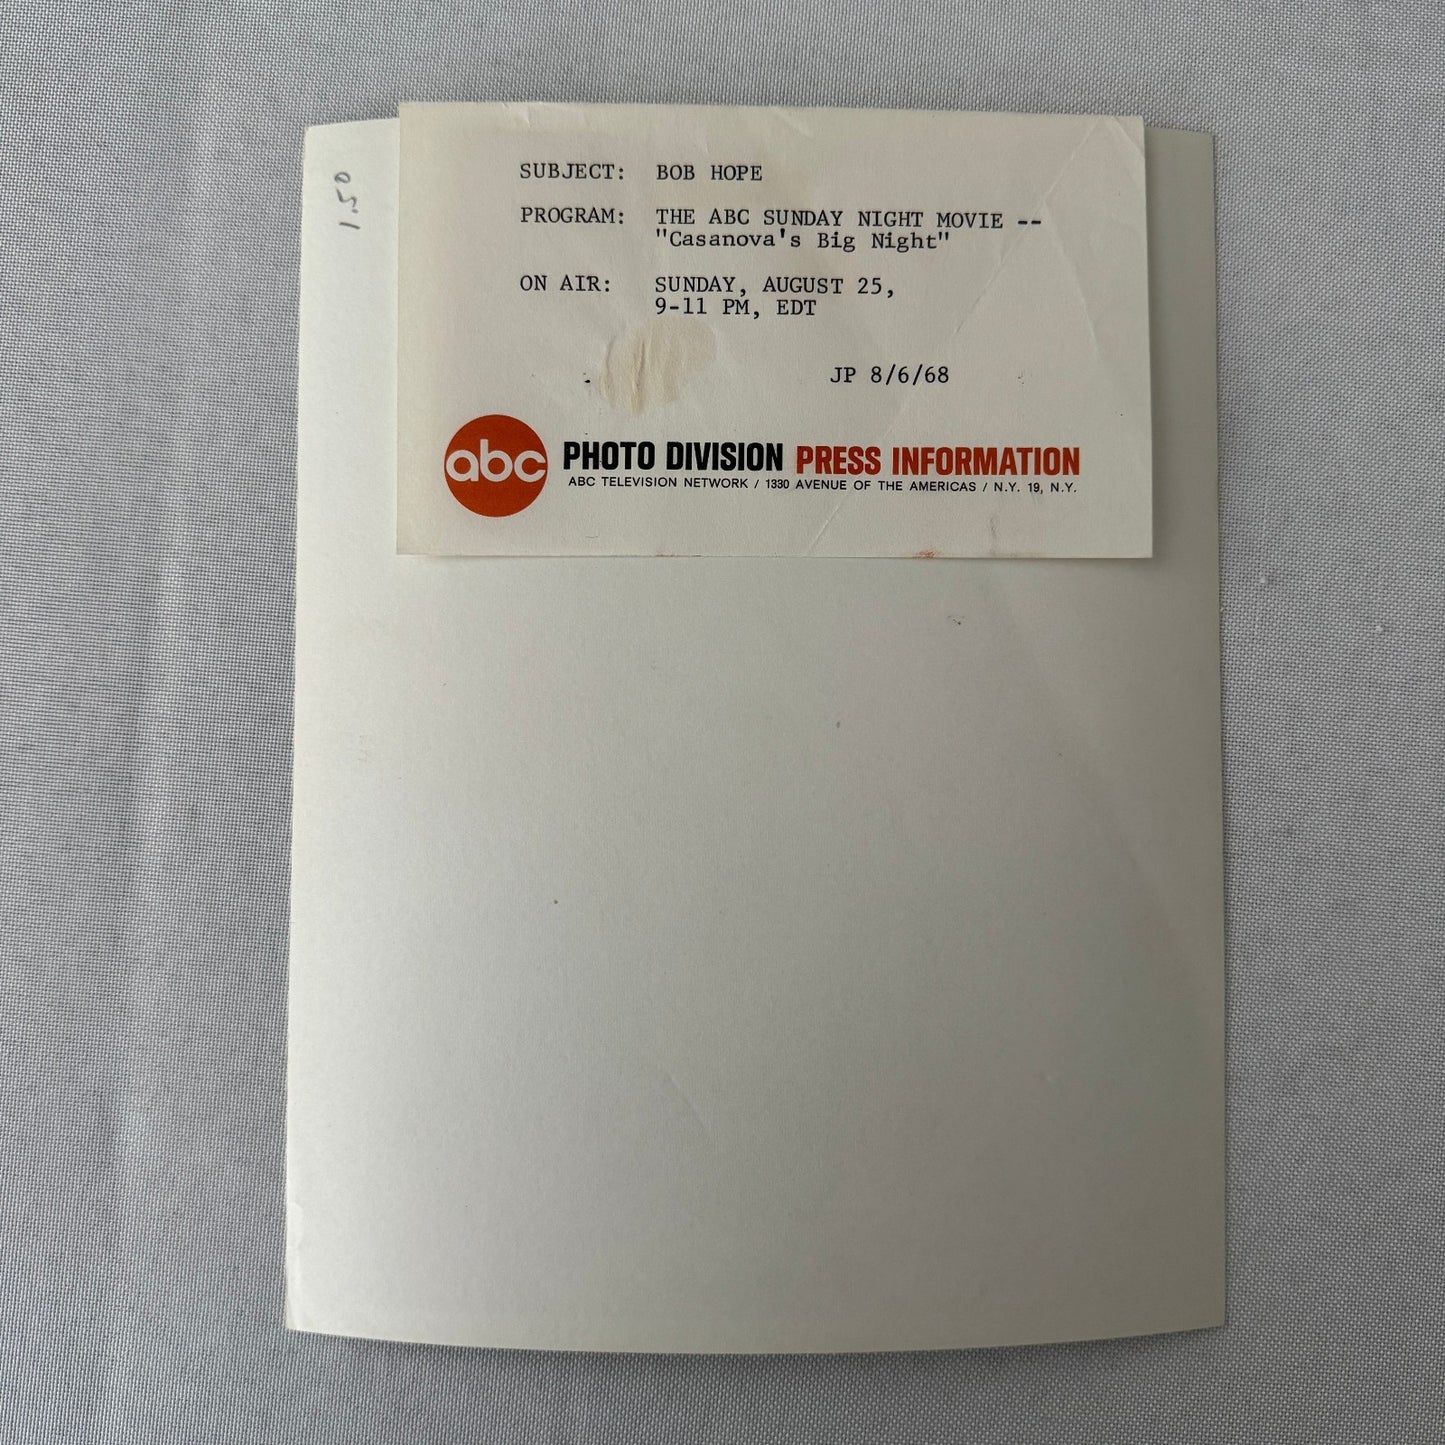 1.50
SUBJECT: BOB HOPE
PROGRAM: THE ABC SUNDAY NIGHT MOVIE --
"Casanova's Big Night"
ON AIR: SUNDAY, AUGUST 25,
9-11 PM, EDT
JP 8/6/68
abc PHOTO DIVISION PRESS INFORMATION
ABC TELEVISION NETWORK / 1330 AVENUE OF THE AMERICAS / N.Y. 19, N.Y.